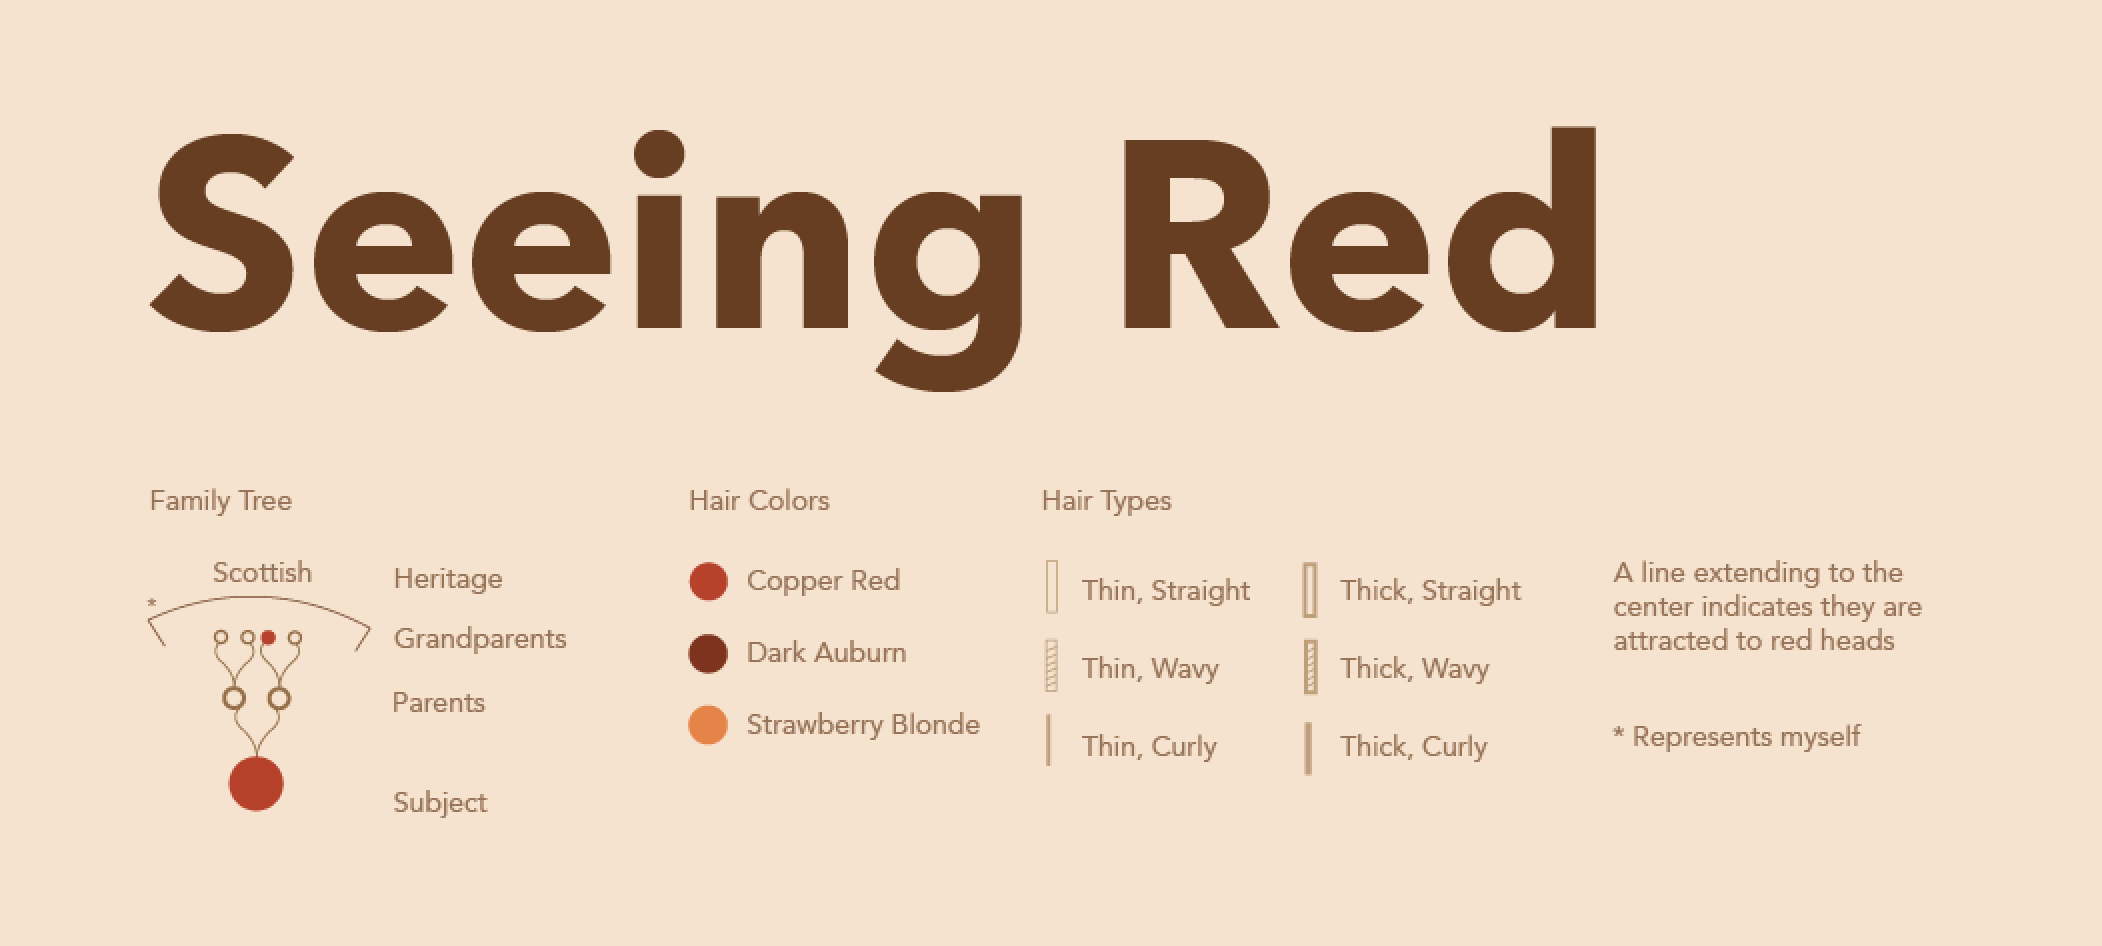 Seeing Red
Family Tree
Scottish
*
Heritage
Grandparents
Parents
Subject
Hair Colors
Copper Red
Dark Auburn
Strawberry Blonde
Hair Types
Thin, Straight
Thin, Wavy
Thin, Curly
Thick, Straight
Thick, Wavy
Thick, Curly
A line extending to the
center indicates they are
attracted to red heads
* Represents myself